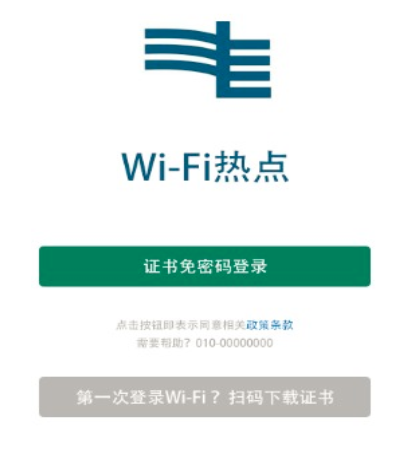 Wi-Fi热点
证书免密码登录
点击按钮即表示同意相关政策条款
需要帮助？010-00000000
第一次登录Wi-Fi？扫码下载证书